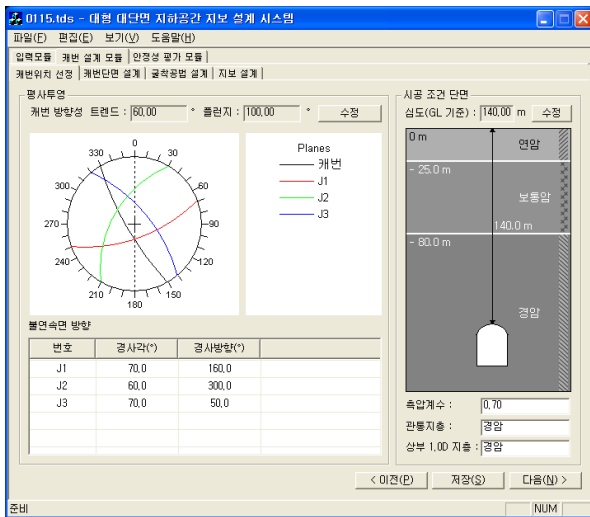 0115.tds - 대형 대단면 지하공간 지보 설계 시스템
파일(F) 편집(E) 보기(V) 도움말(H)
입력모듈 캐번 설계 모듈 안정성 평가 모듈
캐번위치 선정 캐번단면 설계 굴착공법 설계 지보 설계
평사투영
캐번 방향성 트렌드 : 60,00 ° 플런지 : 100,00 ° 수정
0
30
60
90
120
150
180
210
240
270
300
330
Planes
캐번
J1
J2
J3
불연속면 방향
번호 경사각(°) 경사방향(°)
J1 70,0 160,0
J2 60,0 300,0
J3 70,0 50,0
시공 조건 단면
심도(GL 기준) : 140,00 m 수정
0 m 연암
- 25.0 m
보통암
140.0 m
- 80.0 m
경암
측압계수 : 0,70
관통지층 : 경암
상부 1,0D 지층 : 경암
< 이전(P) 저장(S) 다음(N) >
준비 NUM